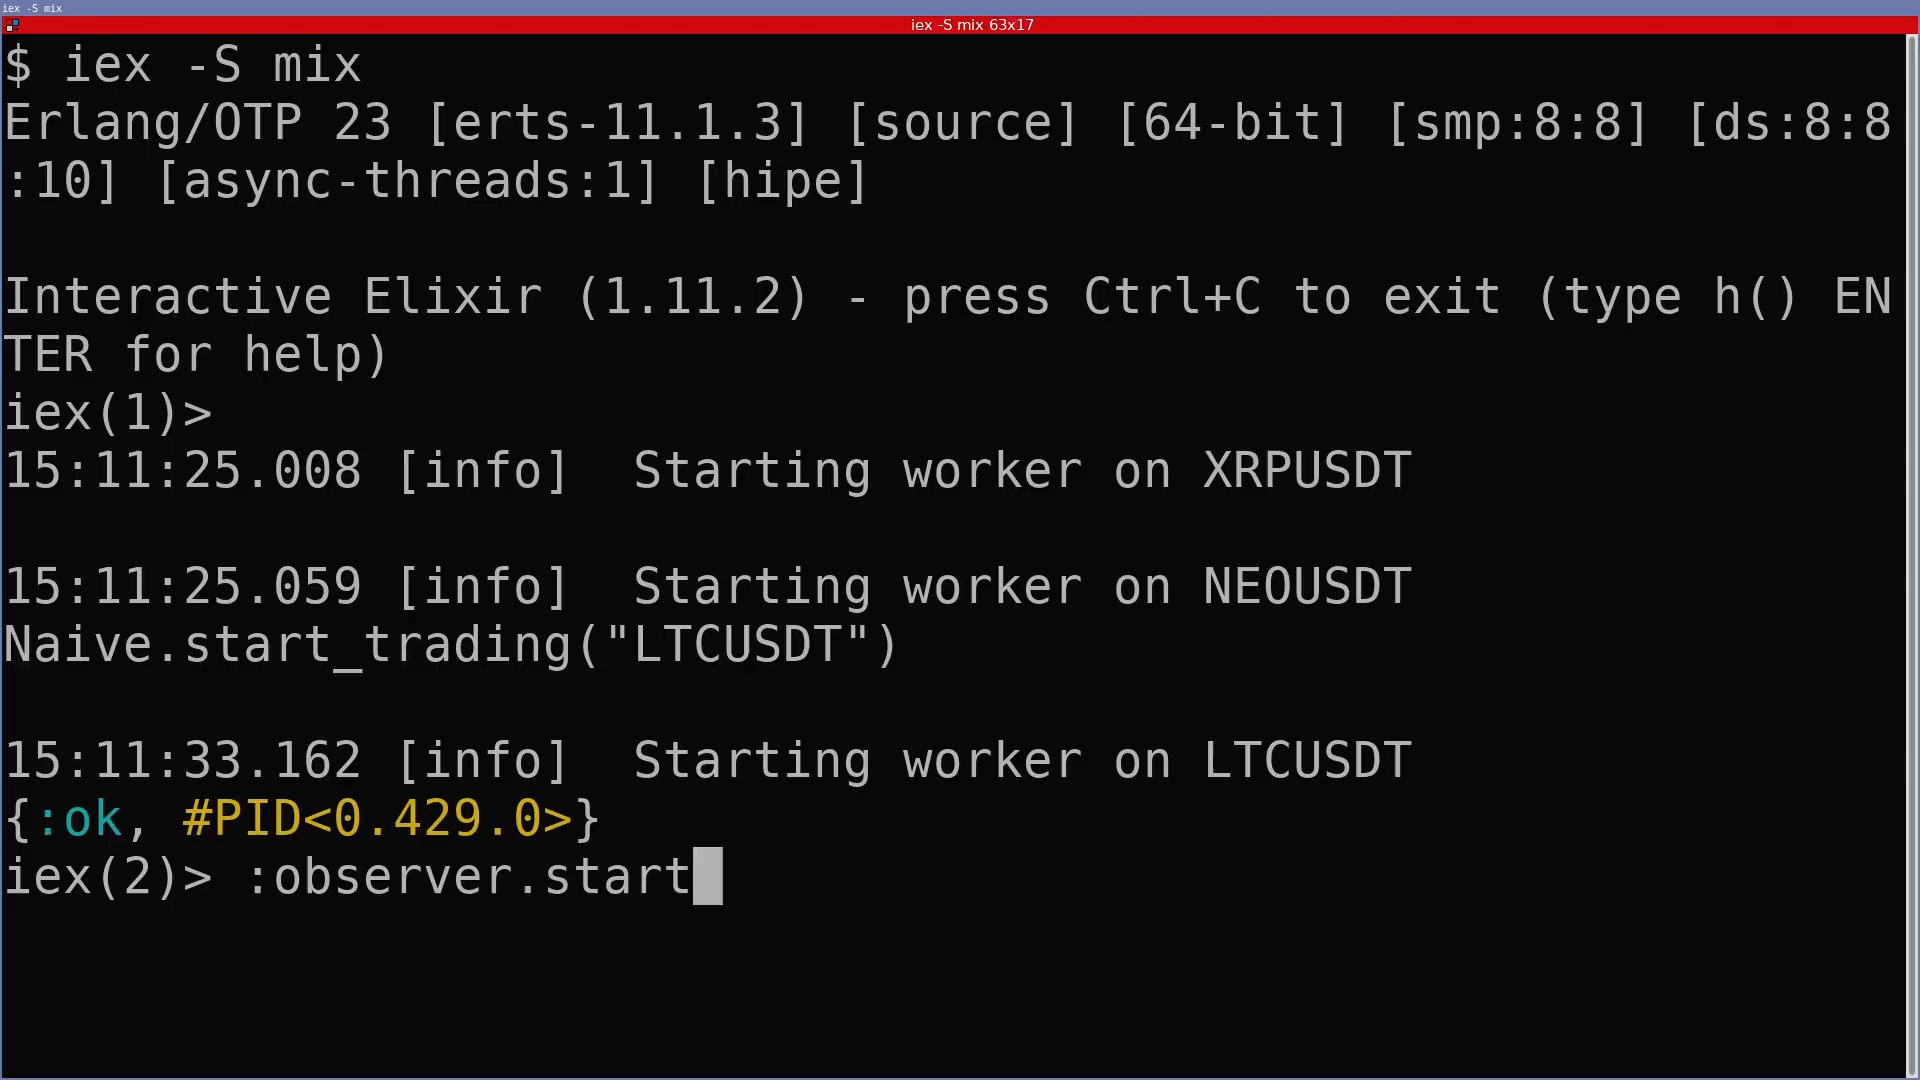 iex -S mix
iex -S mix 63x17
$ iex -S mix
Erlang/OTP 23 [erts-11.1.3] [source] [64-bit] [smp:8:8] [ds:8:8
:10] [async-threads:1] [hipe]
Interactive Elixir (1.11.2) - press Ctrl+C to exit (type h() EN
TER for help)
iex(1)>
15:11:25.008 [info]  Starting worker on XRPUSDT
15:11:25.059 [info]  Starting worker on NEOUSDT
Naive.start_trading("LTCUSDT")
15:11:33.162 [info]  Starting worker on LTCUSDT
{:ok, #PID<0.429.0>}
iex(2)> :observer.start